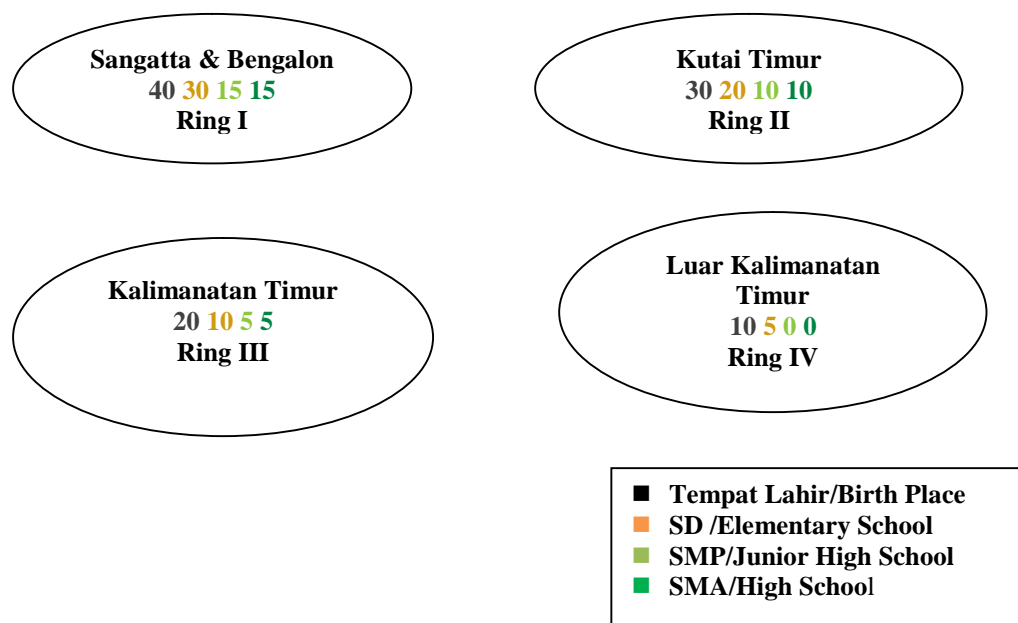 Sangatta & Bengalon
40 30 15 15
Ring I
Kutai Timur
30 20 10 10
Ring II
Kalimanatan Timur
20 10 5 5
Ring III
Luar Kalimanatan
Timur
10 5 0 0
Ring IV
Tempat Lahir/Birth Place
SD /Elementary School
SMP/Junior High School
SMA/High School